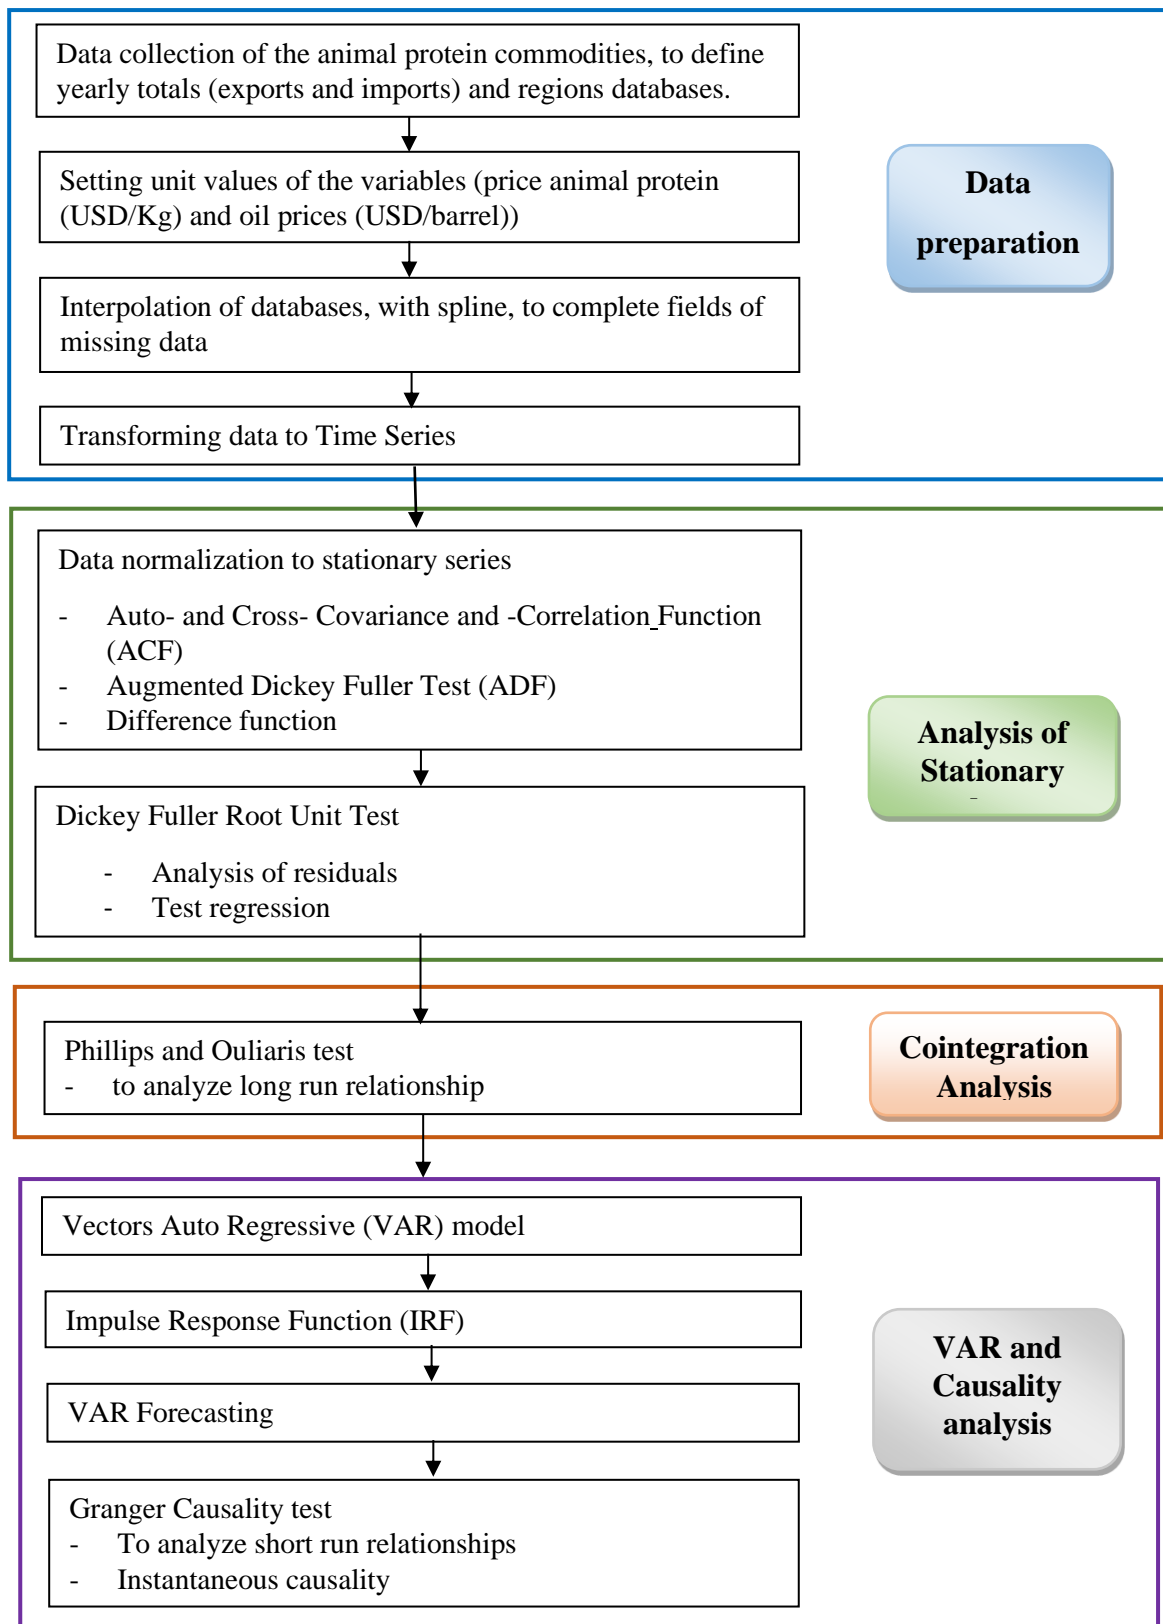 Data collection of the animal protein commodities, to define
yearly totals (exports and imports) and regions databases.
Setting unit values of the variables (price animal protein
(USD/Kg) and oil prices (USD/barrel))
Interpolation of databases, with spline, to complete fields of
missing data
Transforming data to Time Series
Data
preparation
Data normalization to stationary series
- Auto- and Cross- Covariance and -Correlation Function
(ACF)
- Augmented Dickey Fuller Test (ADF)
- Difference function
Dickey Fuller Root Unit Test
- Analysis of residuals
- Test regression
Analysis of
Stationary
Phillips and Ouliaris test
- to analyze long run relationship
Cointegration
Analysis
Vectors Auto Regressive (VAR) model
Impulse Response Function (IRF)
VAR Forecasting
Granger Causality test
- To analyze short run relationships
- Instantaneous causality
VAR and
Causality
analysis